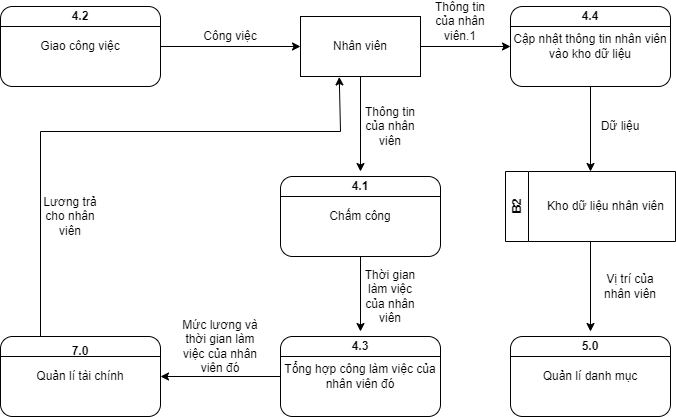 4.2
Giao công việc
Công việc
Nhân viên
Thông tin
của nhân
viên.1
4.4
Cập nhật thông tin nhân viên
vào kho dữ liệu
Thông tin
của nhân
viên
Dữ liệu
4.1
Chấm công
B2
Kho dữ liệu nhân viên
Lương trả
cho nhân
viên
Thời gian
làm việc
của nhân
viên
Vị trí của
nhân viên
7.0
Quản lí tài chính
Mức lương và
thời gian làm
việc của nhân
viên đó
4.3
Tổng hợp công làm việc của
nhân viên đó
5.0
Quản lí danh mục